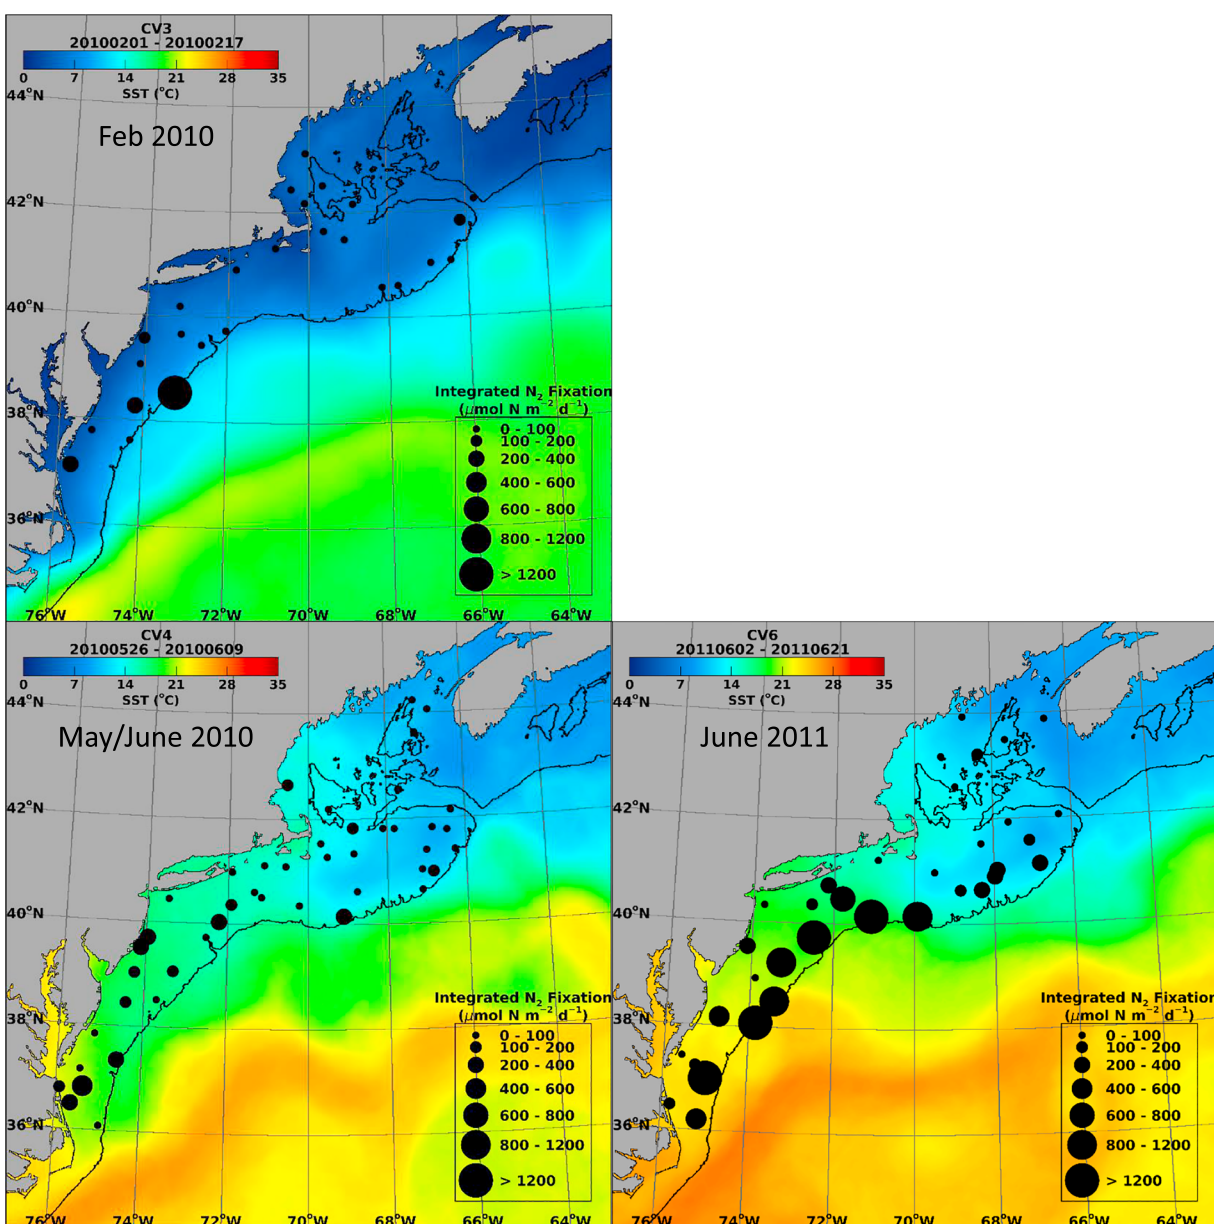 CV3
20100201 - 20100217
0 7 14 21 28 35
SST (°C)
Feb 2010
44°N
42°N
40°N
38°N
36°N
76°W 74°W 72°W 70°W 68°W 66°W 64°W
Integrated N₂ Fixation
(μmol N m⁻² d⁻¹)
0 - 100
100 - 200
200 - 400
400 - 600
600 - 800
800 - 1200
> 1200
CV4
20100526 - 20100609
0 7 14 21 28 35
SST (°C)
May/June 2010
44°N
42°N
40°N
38°N
36°N
76°W 74°W 72°W 70°W 68°W 66°W 64°W
Integrated N₂ Fixation
(μmol N m⁻² d⁻¹)
0 - 100
100 - 200
200 - 400
400 - 600
600 - 800
800 - 1200
> 1200
CV6
20110602 - 20110621
0 7 14 21 28 35
SST (°C)
June 2011
44°N
42°N
40°N
38°N
36°N
76°W 74°W 72°W 70°W 68°W 66°W 64°W
Integrated N₂ Fixation
(μmol N m⁻² d⁻¹)
0 - 100
100 - 200
200 - 400
400 - 600
600 - 800
800 - 1200
> 1200